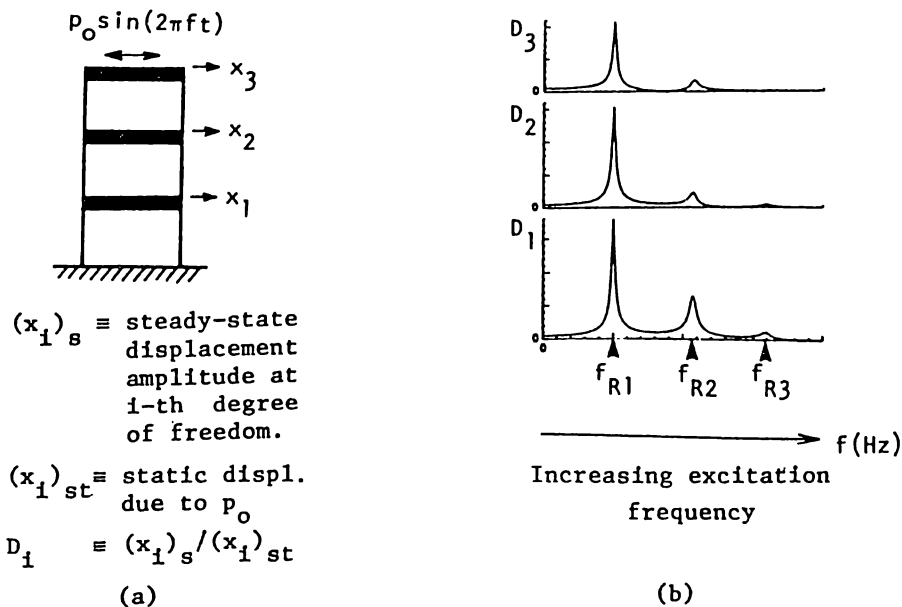 p_o sin(2πft)
x_3
x_2
x_1
(x_i)_s ≡ steady-state
displacement
amplitude at
i-th degree
of freedom.
(x_i)_st ≡ static displ.
due to p_o
D_i ≡ (x_i)_s/(x_i)_st
(a)
D_3
0
D_2
0
D_1
0
0
f_R1 f_R2 f_R3
f(Hz)
Increasing excitation
frequency
(b)